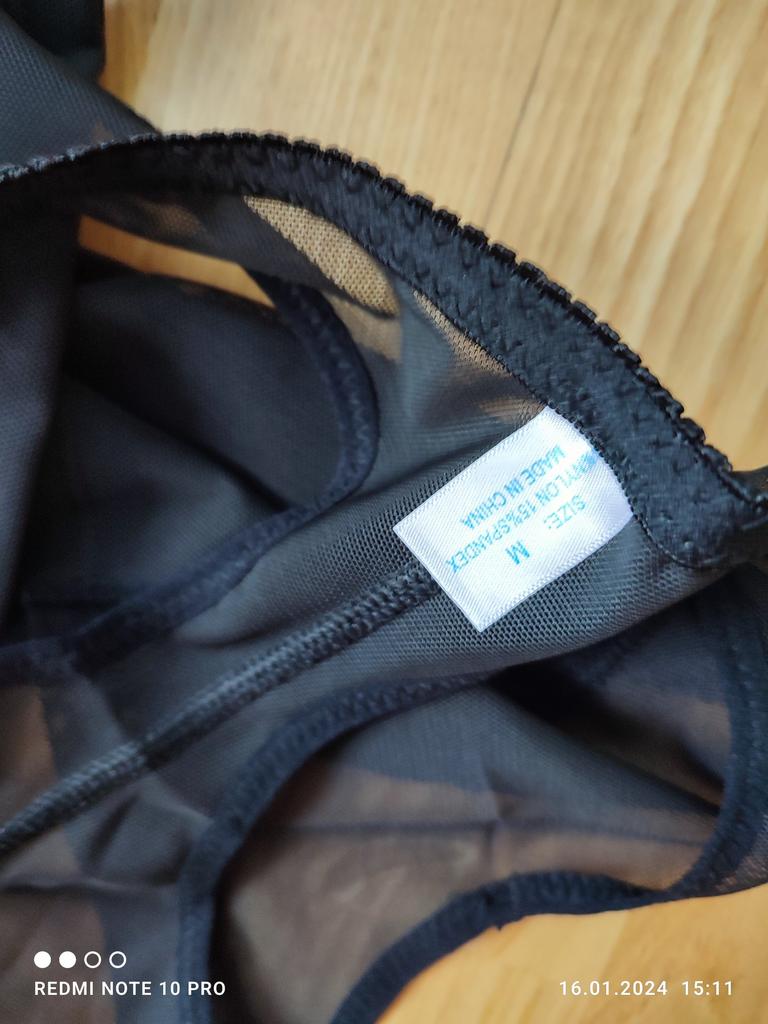 SIZE:
M
NYLON 15%SPANDEX
MADE IN CHINA
REDMI NOTE 10 PRO
16.01.2024 15:11